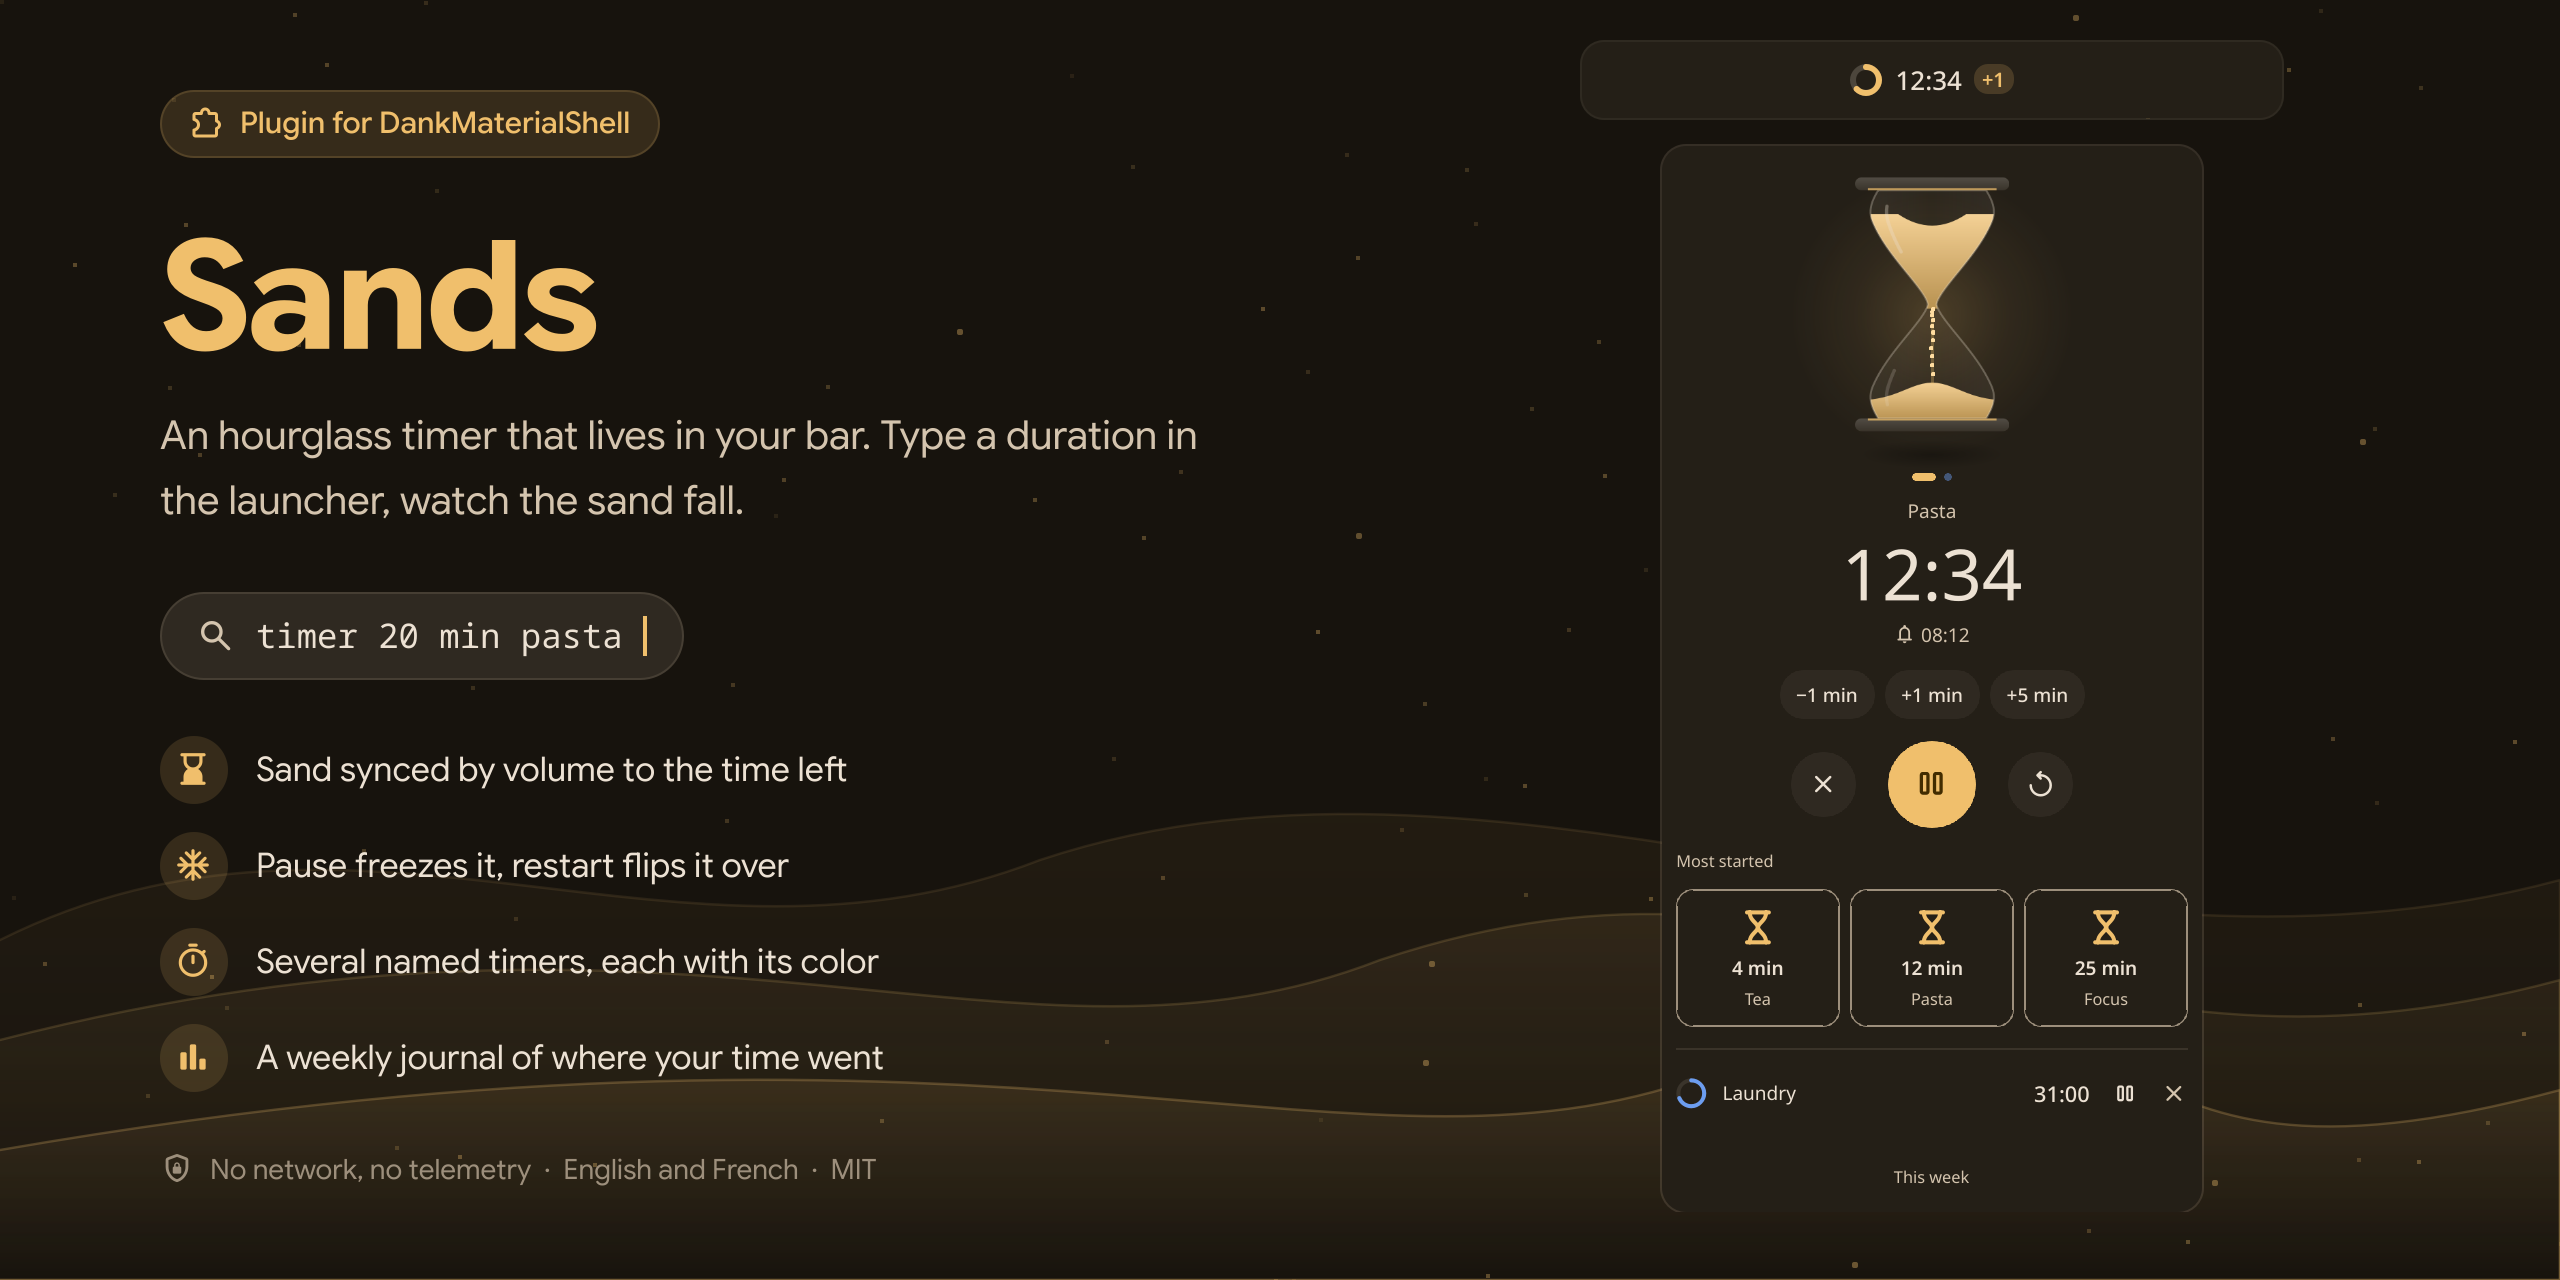 Plugin for DankMaterialShell
Sands
An hourglass timer that lives in your bar. Type a duration in
the launcher, watch the sand fall.
timer 20 min pasta
Sand synced by volume to the time left
Pause freezes it, restart flips it over
Several named timers, each with its color
A weekly journal of where your time went
No network, no telemetry · English and French · MIT
12:34 +1
Pasta
12:34
08:12
−1 min +1 min +5 min
Most started
4 min 12 min 25 min
Tea Pasta Focus
Laundry 31:00
This week